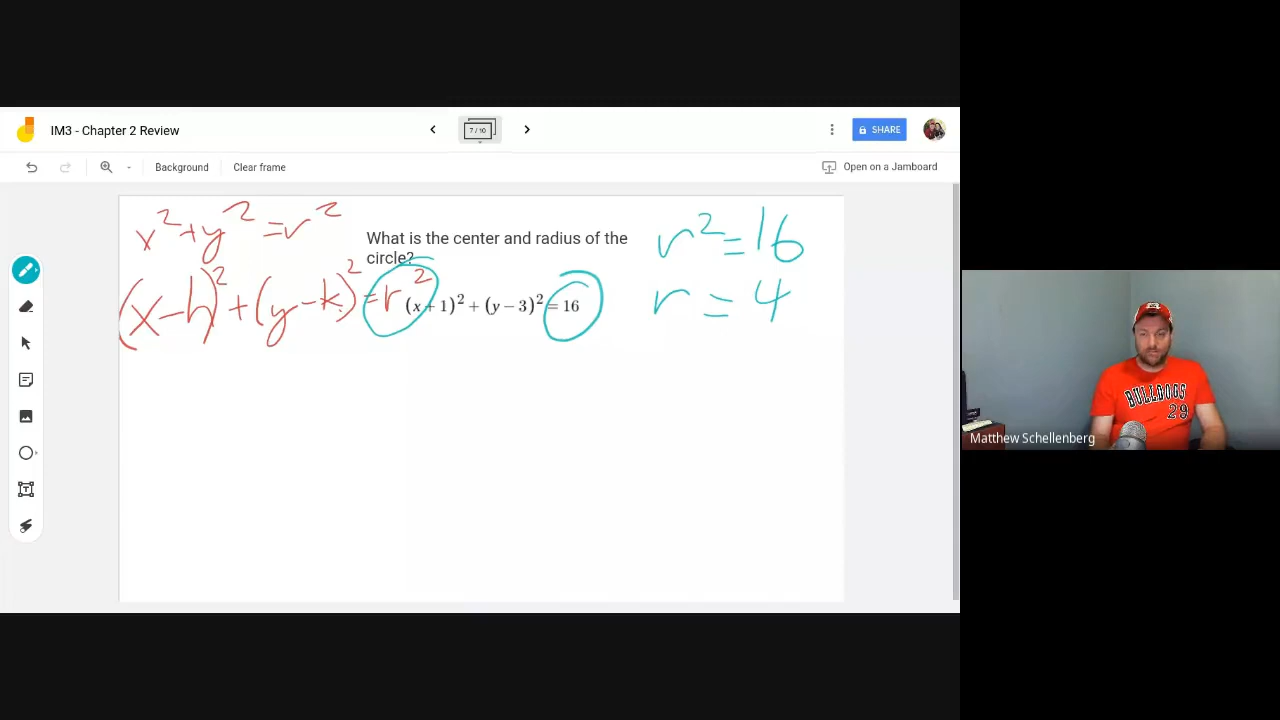 IM3 - Chapter 2 Review
7 / 10
SHARE
Background
Clear frame
Open on a Jamboard
x²+y²=r²
What is the center and radius of the
circle?
(x-h)²+(y-k)²=r²
(x + 1)² + (y − 3)² = 16
r²=16
r=4
BULLDOGS
29
Matthew Schellenberg